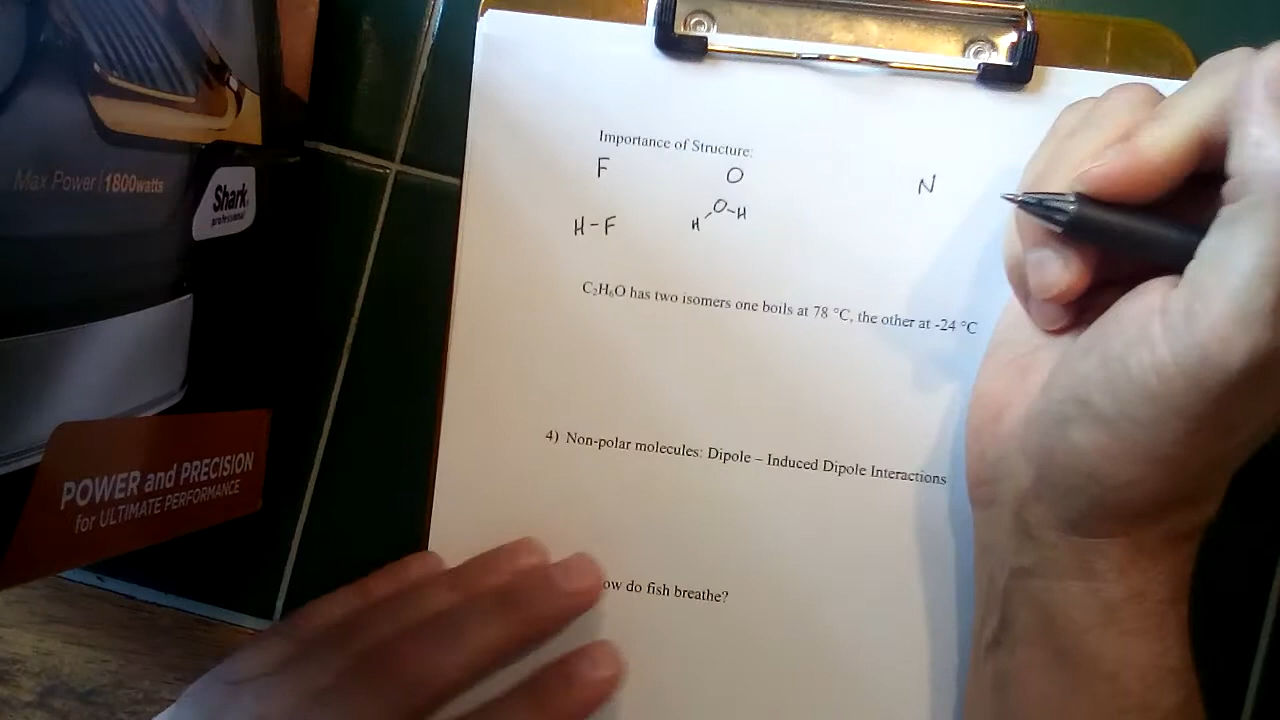 Max Power | 1800watts
Shark
professional
POWER and PRECISION
for ULTIMATE PERFORMANCE
Importance of Structure:
F O N
H-F H O-H
C₂H₆O has two isomers one boils at 78 °C, the other at -24 °C
4) Non-polar molecules: Dipole – Induced Dipole Interactions
do fish breathe?